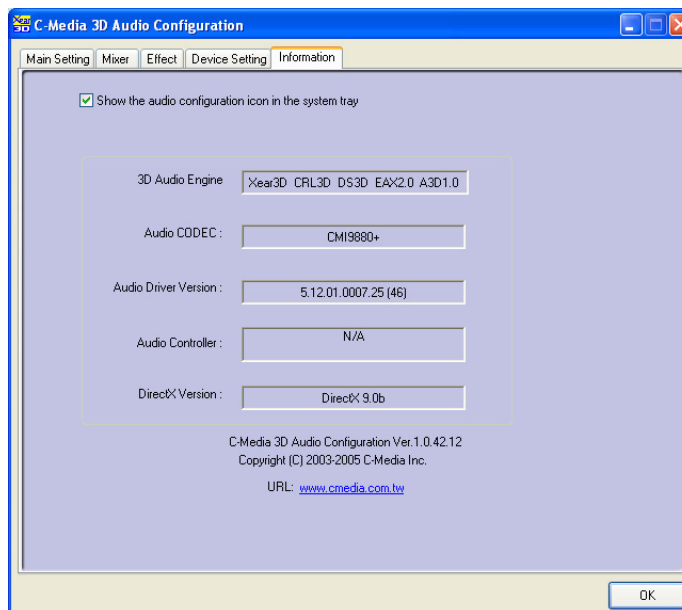 Xear 3D C-Media 3D Audio Configuration
Main Setting Mixer Effect Device Setting Information
Show the audio configuration icon in the system tray
3D Audio Engine Xear3D CRL3D DS3D EAX2.0 A3D1.0
Audio CODEC : CMI9880+
Audio Driver Version : 5.12.01.0007.25 (46)
Audio Controller : N/A
DirectX Version : DirectX 9.0b
C-Media 3D Audio Configuration Ver.1.0.42.12
Copyright (C) 2003-2005 C-Media Inc.
URL: www.cmedia.com.tw
OK